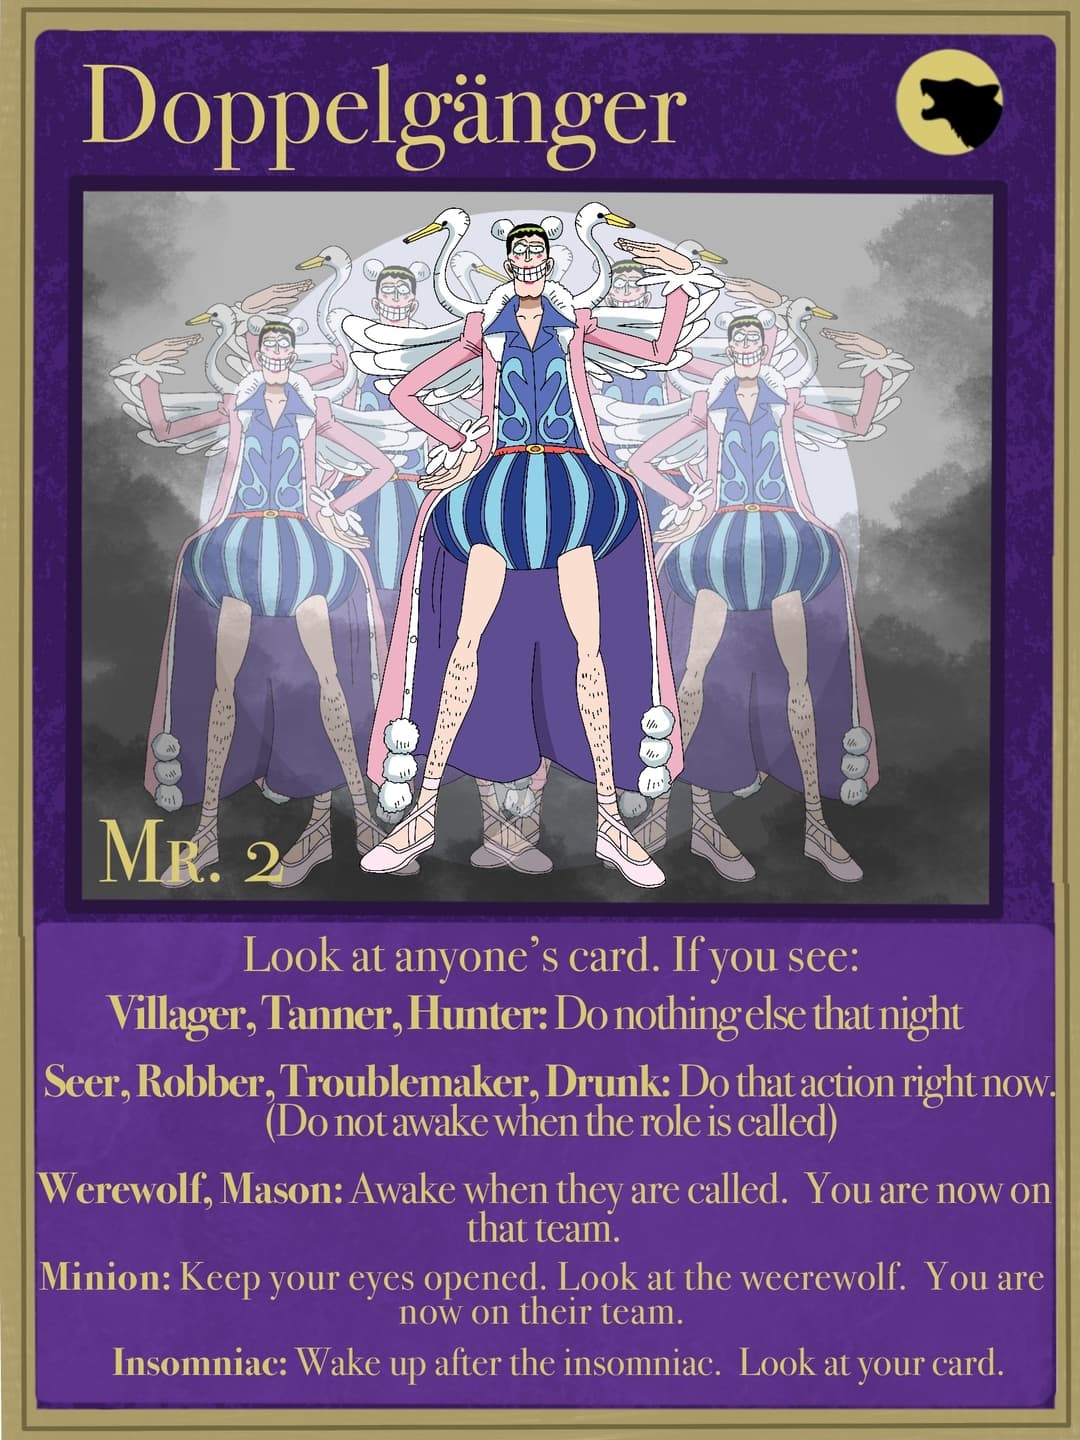 Doppelgänger
Mr. 2
Look at anyone's card. If you see:
Villager, Tanner, Hunter: Do nothing else that night
Seer, Robber, Troublemaker, Drunk: Do that action right now.
(Do not awake when the role is called)
Werewolf, Mason: Awake when they are called. You are now on
that team.
Minion: Keep your eyes opened. Look at the weerewolf. You are
now on their team.
Insomniac: Wake up after the insomniac. Look at your card.